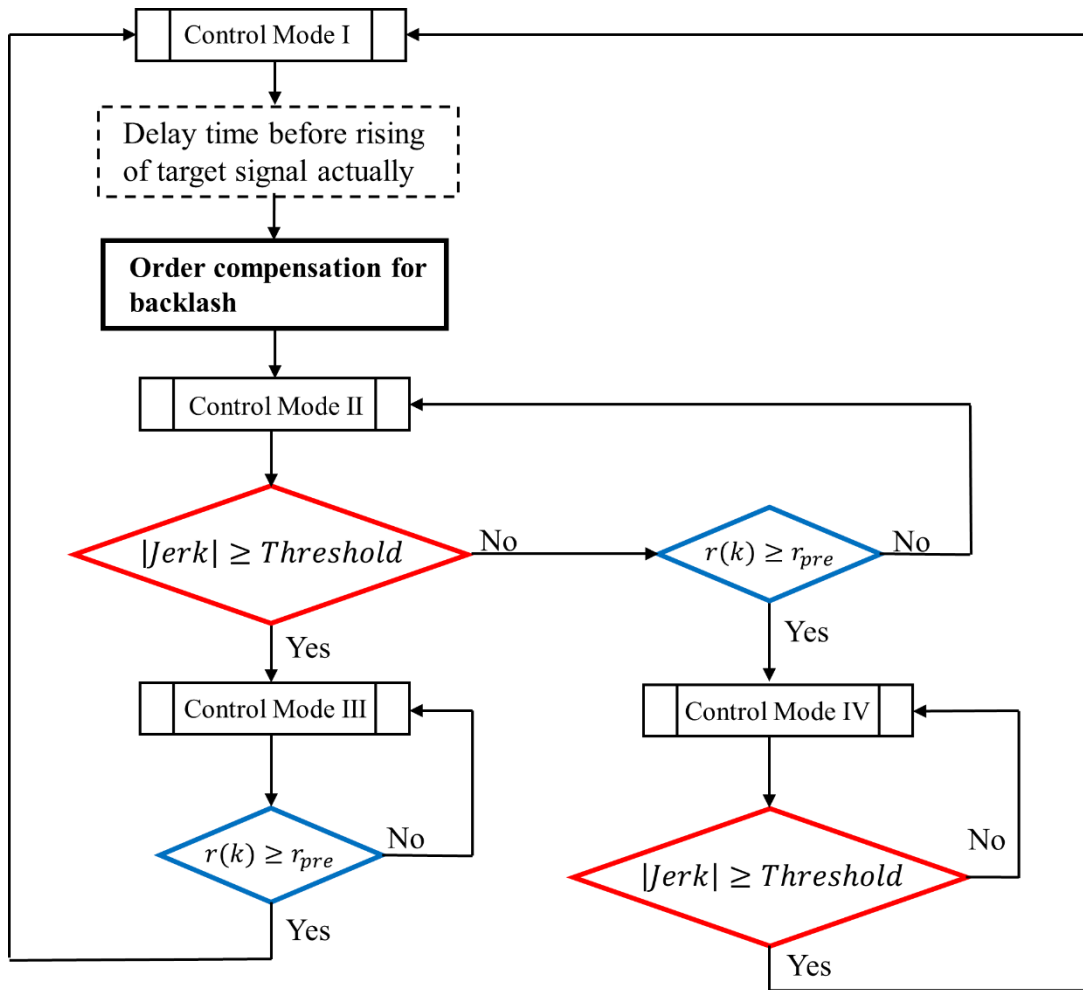 Control Mode I
Delay time before rising
of target signal actually
Order compensation for
backlash
Control Mode II
|Jerk| ≥ Threshold
No
r(k) ≥ r_pre
No
Yes
Yes
Control Mode III
Control Mode IV
r(k) ≥ r_pre
No
|Jerk| ≥ Threshold
No
Yes
Yes